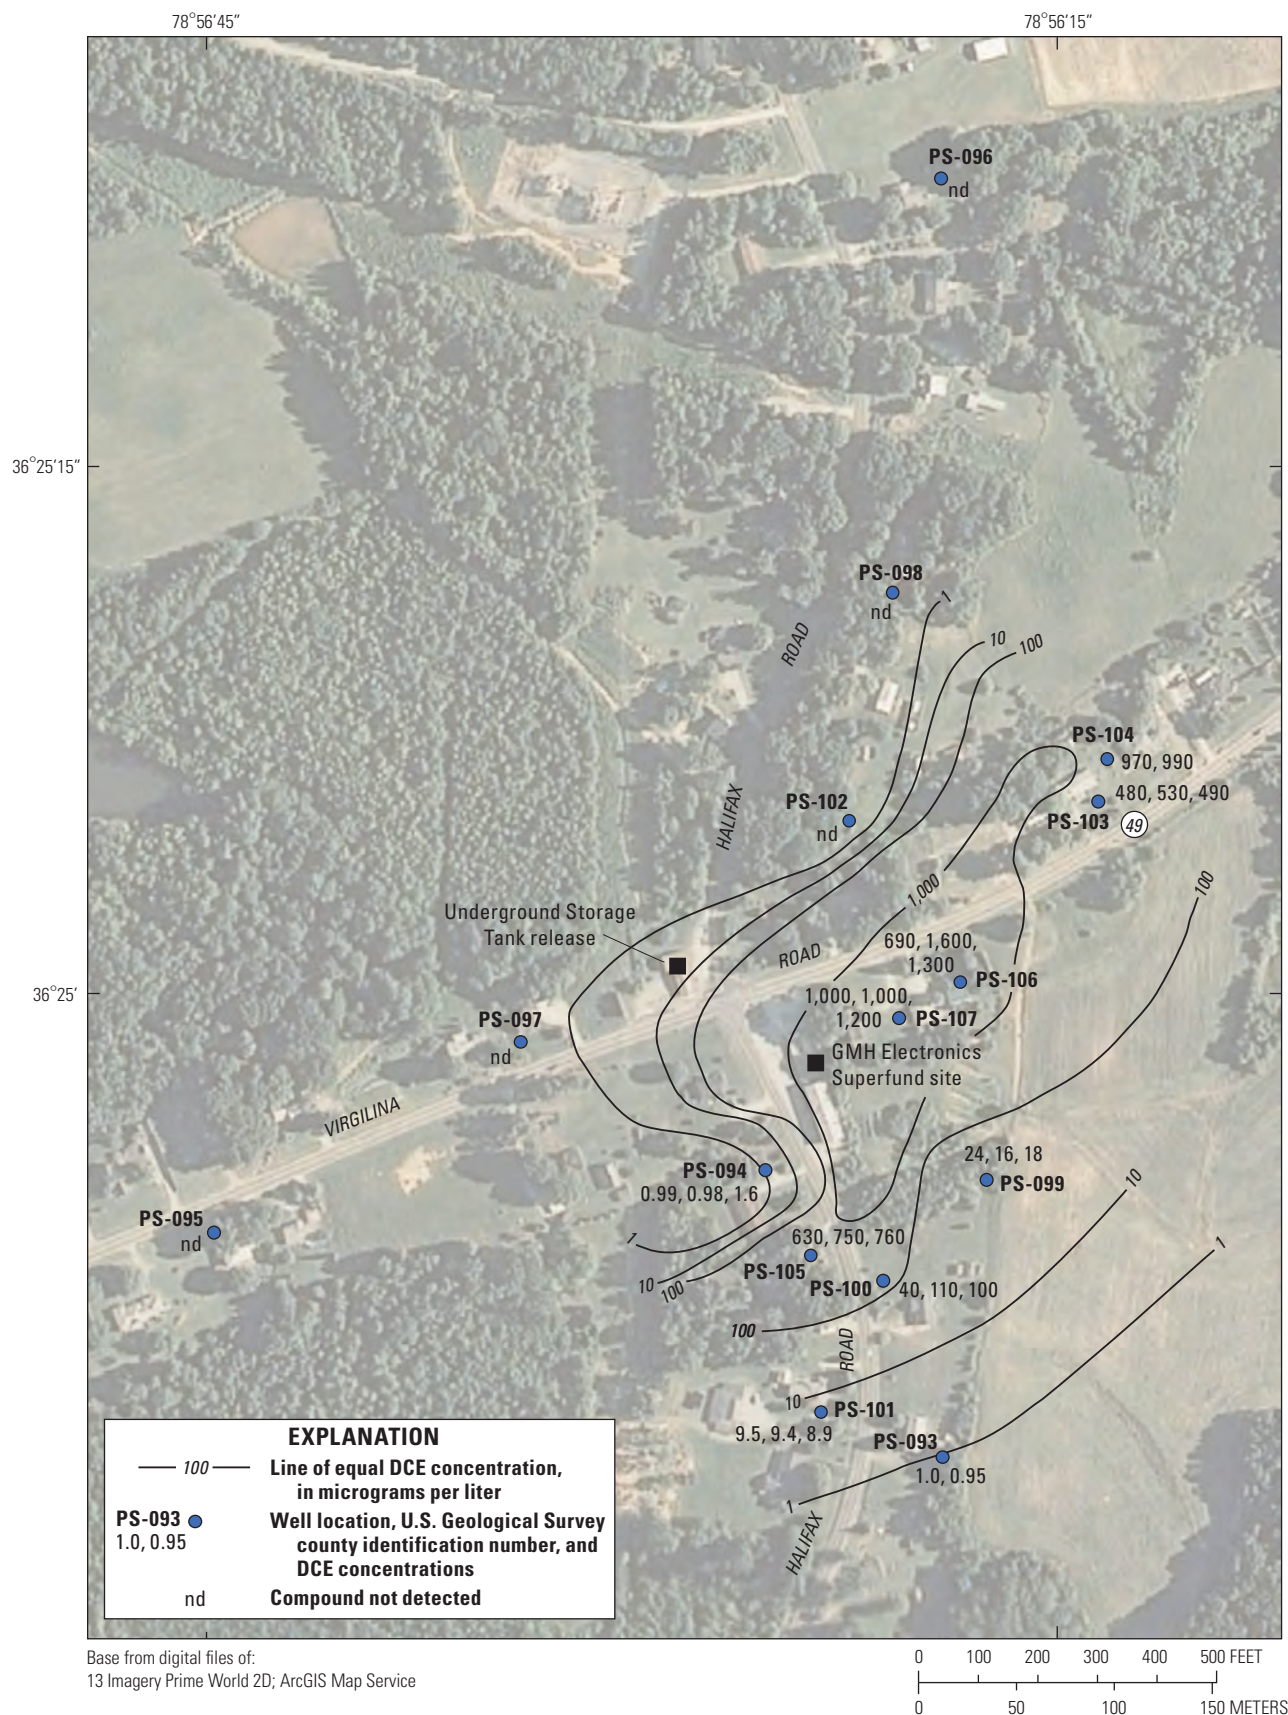 78°56'45"
78°56'15"
PS-096
nd
36°25'15"
PS-098
nd
1
10
100
ROAD
PS-104
970, 990
480, 530, 490
PS-103
49
PS-102
nd
HALIFAX
1,000
100
Underground Storage
Tank release
ROAD
690, 1,600,
1,300
PS-106
36°25'
1,000, 1,000,
1,200
PS-107
PS-097
nd
GMH Electronics
Superfund site
VIRGILINA
24, 16, 18
PS-099
PS-094
0.99, 0.98, 1.6
10
PS-095
nd
1
1
630, 750, 760
PS-105
PS-100
40, 110, 100
10
100
100
ROAD
10
PS-101
9.5, 9.4, 8.9
PS-093
1.0, 0.95
1
HALIFAX
EXPLANATION
100
Line of equal DCE concentration,
in micrograms per liter
PS-093
1.0, 0.95
Well location, U.S. Geological Survey
county identification number, and
DCE concentrations
nd
Compound not detected
Base from digital files of:
13 Imagery Prime World 2D; ArcGIS Map Service
0 100 200 300 400 500 FEET
0 50 100 150 METERS